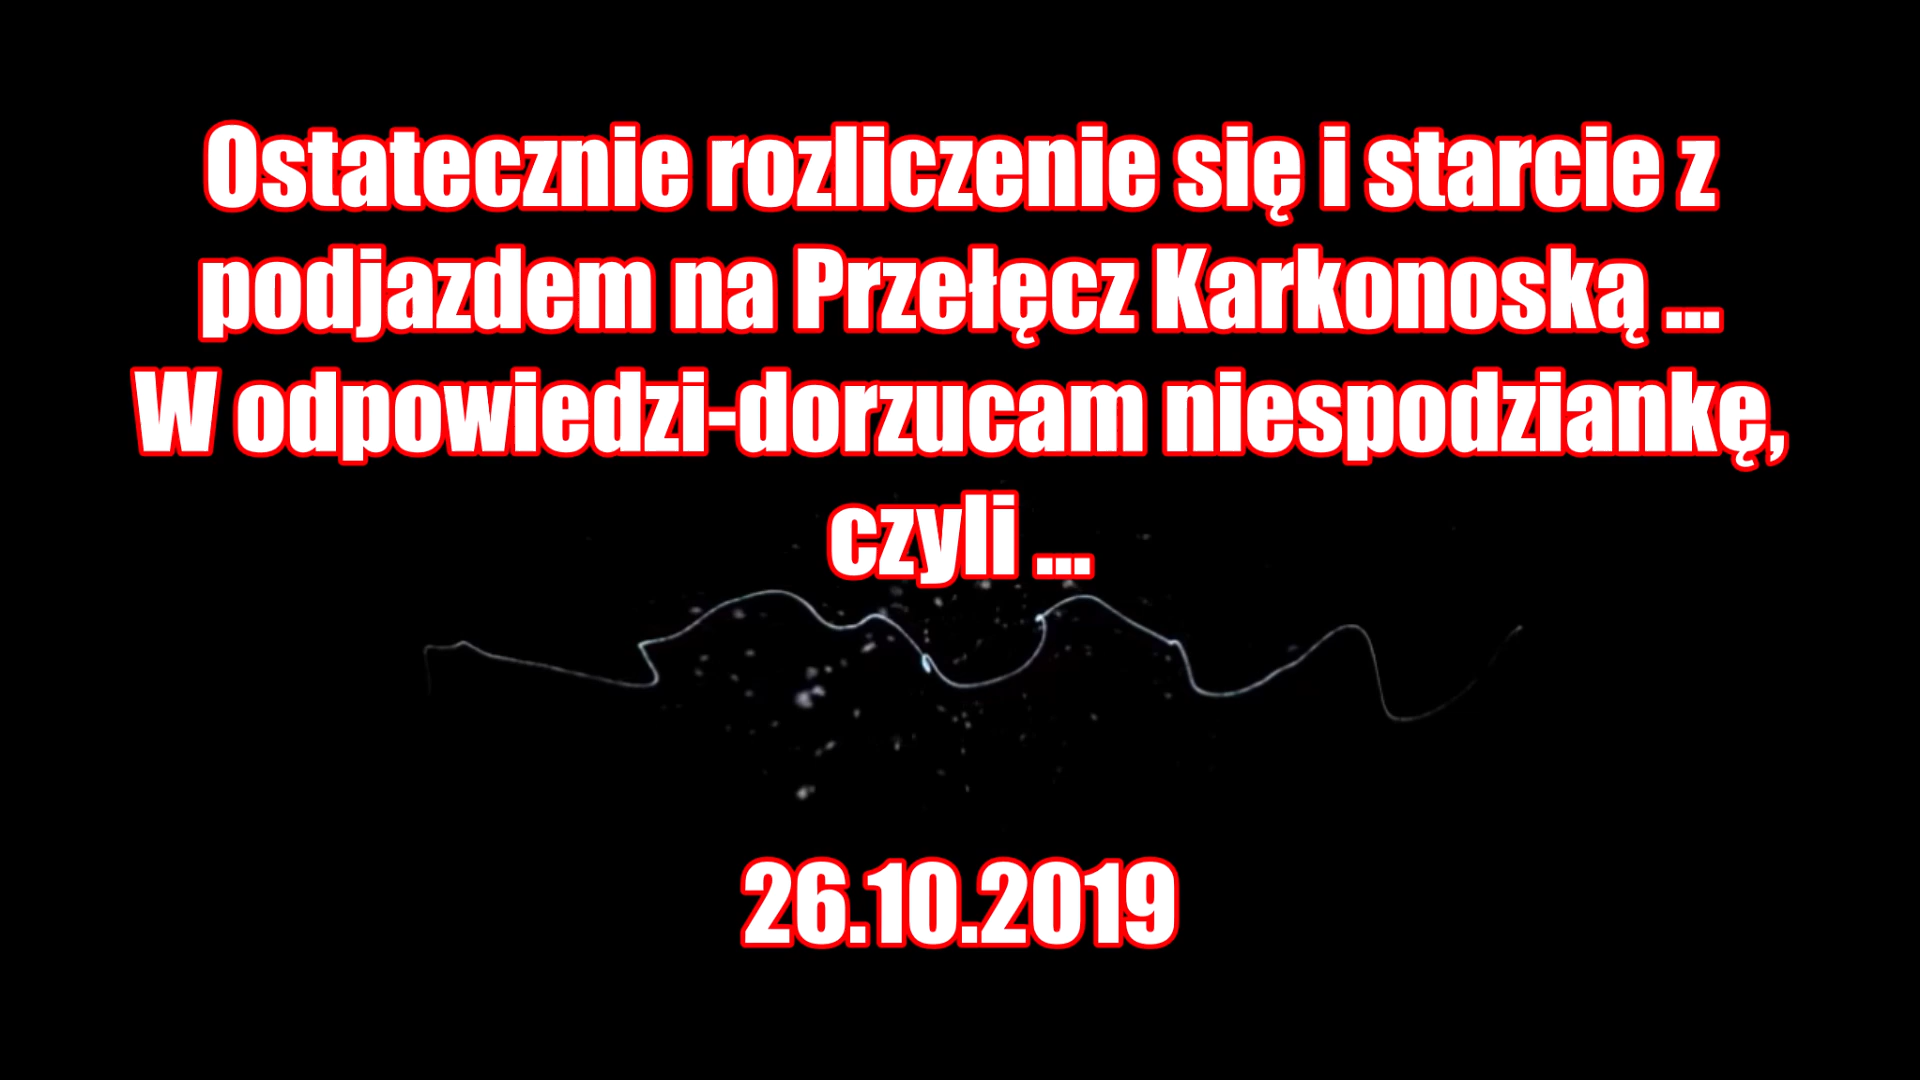 Ostatecznie rozliczenie się i starcie z
podjazdem na Przełęcz Karkonoską ...
W odpowiedzi-dorzucam niespodziankę,
czyli ...
26.10.2019